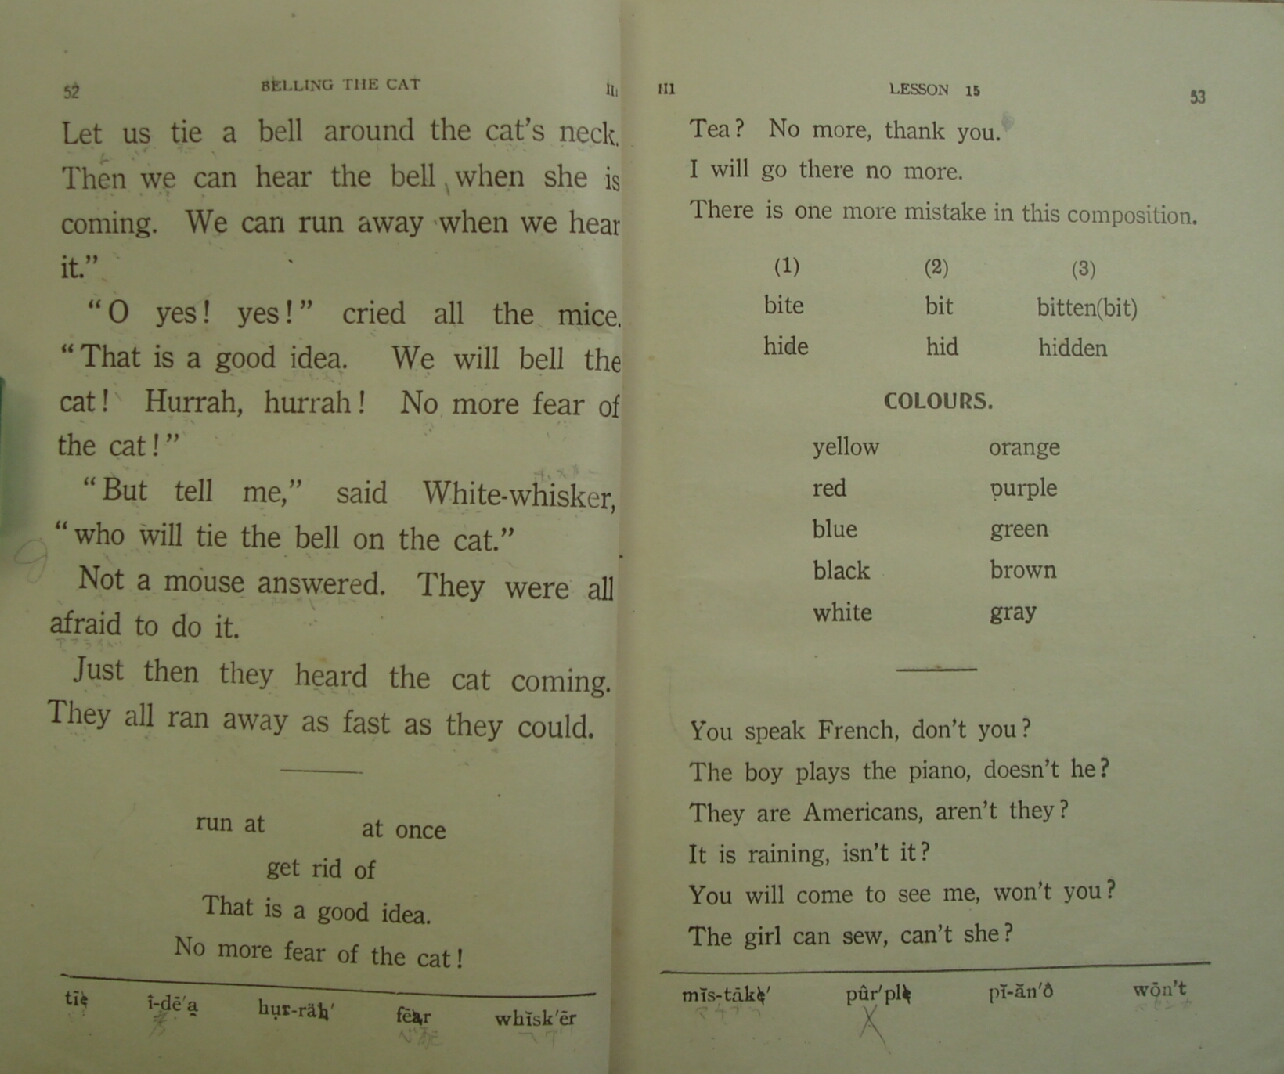 52 BELLING THE CAT III
Let us tie a bell around the cat's neck.
Then we can hear the bell when she is
coming. We can run away when we hear
it."
"O yes! yes!" cried all the mice.
"That is a good idea. We will bell the
cat! Hurrah, hurrah! No more fear of
the cat!"
"But tell me," said White-whisker,
"who will tie the bell on the cat."
Not a mouse answered. They were all
afraid to do it.
Just then they heard the cat coming.
They all ran away as fast as they could.
run at at once
get rid of
That is a good idea.
No more fear of the cat!
tīe ī-dē′a̤ hụr-räh′ fēar whĭsk′ẽr
III LESSON 15 53
Tea? No more, thank you.
I will go there no more.
There is one more mistake in this composition.
(1) (2) (3)
bite bit bitten(bit)
hide hid hidden
COLOURS.
yellow orange
red purple
blue green
black brown
white gray
You speak French, don't you?
The boy plays the piano, doesn't he?
They are Americans, aren't they?
It is raining, isn't it?
You will come to see me, won't you?
The girl can sew, can't she?
mĭs-tāke′ pûr′ple pĭ-ăn′ō wōn't